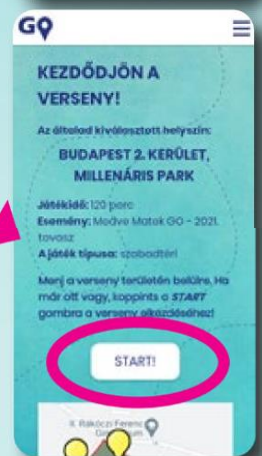 GO
KEZDŐDJÖN A
VERSENY!
Az általad kiválasztott helyszín:
BUDAPEST 2. KERÜLET,
MILLENÁRIS PARK
Játékidő: 120 perc
Esemény: Medve Matek GO - 2021.
tavasz
A játék típusa: szabadtéri
Menj a verseny területén belülre. Ha
már ott vagy, koppints a START
gombra a verseny elkezdéséhez!
START!
II. Rákóczi Ferenc